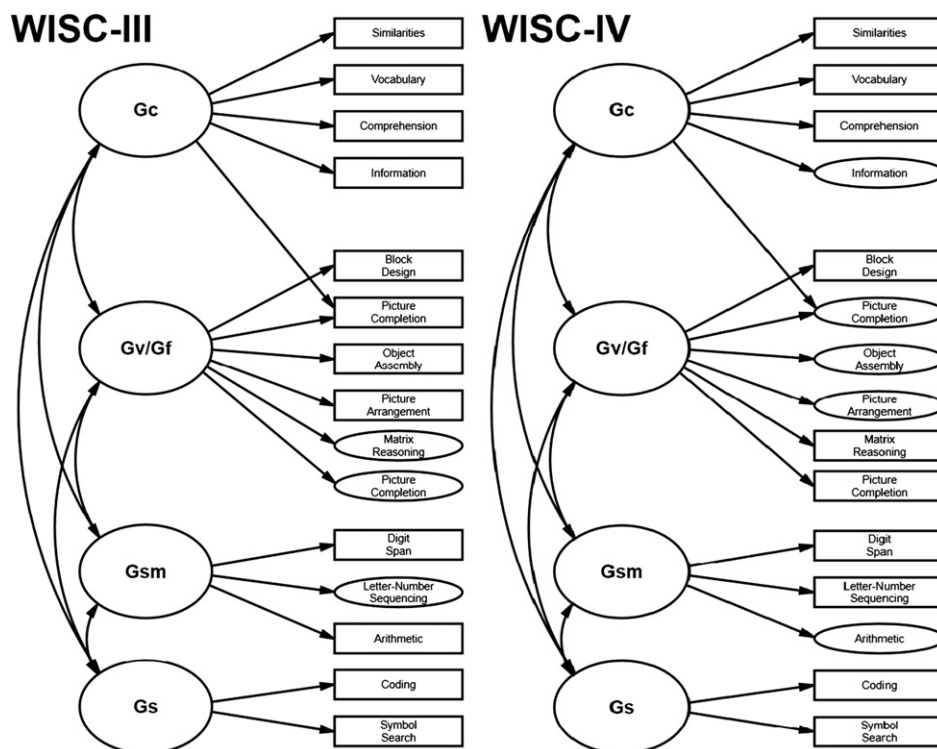 WISC-III
Similarities
Vocabulary
Gc
Comprehension
Information
Block
Design
Picture
Completion
Gv/Gf
Object
Assembly
Picture
Arrangement
Matrix
Reasoning
Picture
Completion
Digit
Span
Gsm
Letter-Number
Sequencing
Arithmetic
Coding
Gs
Symbol
Search
WISC-IV
Similarities
Vocabulary
Gc
Comprehension
Information
Block
Design
Picture
Completion
Gv/Gf
Object
Assembly
Picture
Arrangement
Matrix
Reasoning
Picture
Completion
Digit
Span
Gsm
Letter-Number
Sequencing
Arithmetic
Coding
Gs
Symbol
Search